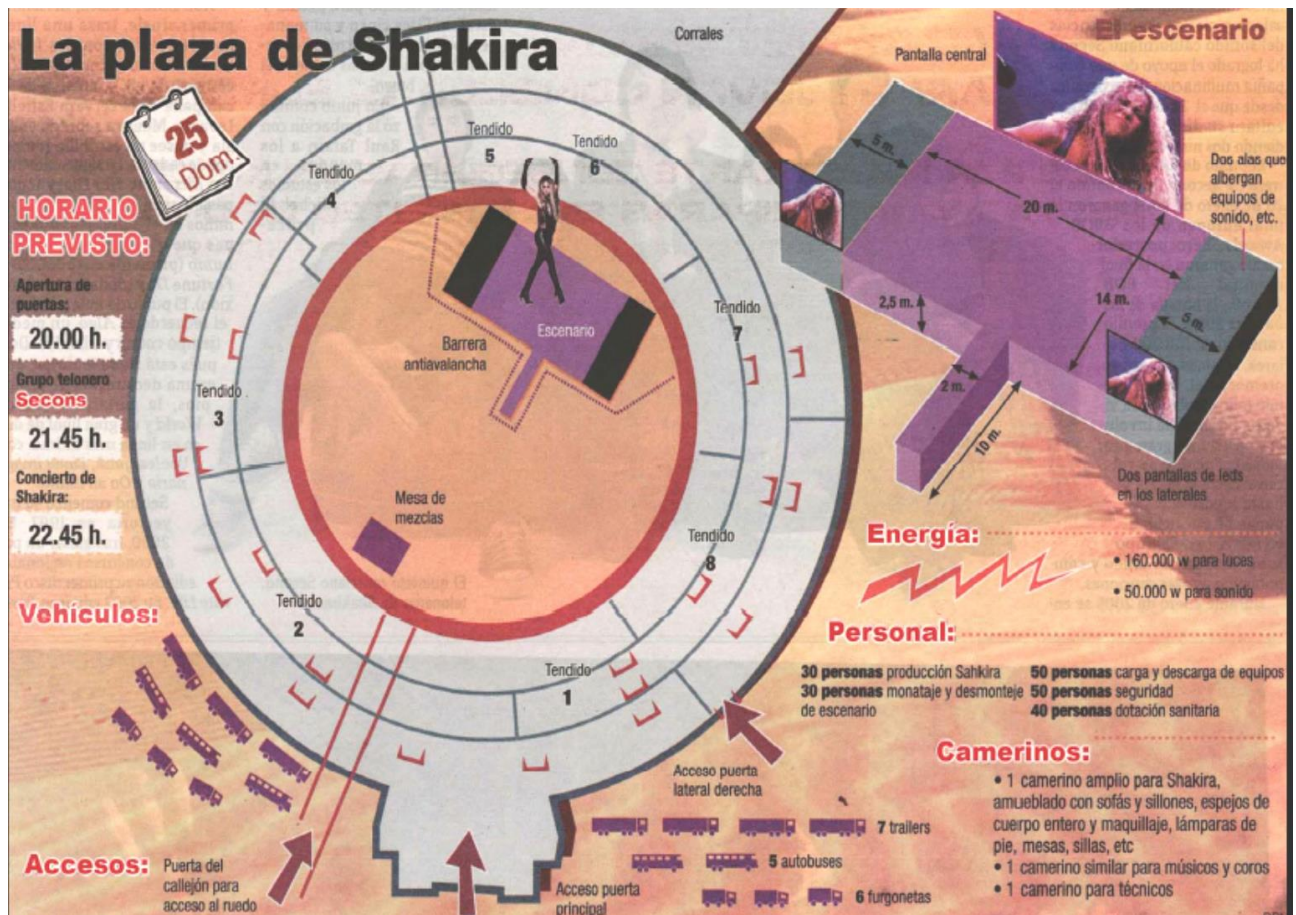 La plaza de Shakira
25
Dom.
HORARIO
PREVISTO:
Apertura de
puertas:
20.00 h.
Grupo telonero
Secons
21.45 h.
Concierto de
Shakira:
22.45 h.
Vehículos:
Accesos:
Puerta del
callejón para
acceso al ruedo
Corrales
Tendido
5
Tendido
6
Tendido
4
Tendido
7
Tendido
3
Tendido
8
Tendido
2
Tendido
1
Escenario
Barrera
antiavalancha
Mesa de
mezclas
Acceso puerta
lateral derecha
Acceso puerta
principal
7 trailers
5 autobuses
6 furgonetas
El escenario
Pantalla central
Dos alas que
albergan
equipos de
sonido, etc.
5 m.
20 m.
14 m.
5 m.
2,5 m.
2 m.
10 m.
Dos pantallas de leds
en los laterales
Energía:
• 160.000 w para luces
• 50.000 w para sonido
Personal:
30 personas producción Sahkira
30 personas monataje y desmonteje
de escenario
50 personas carga y descarga de equipos
50 personas seguridad
40 personas dotación sanitaria
Camerinos:
• 1 camerino amplio para Shakira,
amueblado con sofás y sillones, espejos de
cuerpo entero y maquillaje, lámparas de
pie, mesas, sillas, etc
• 1 camerino similar para músicos y coros
• 1 camerino para técnicos